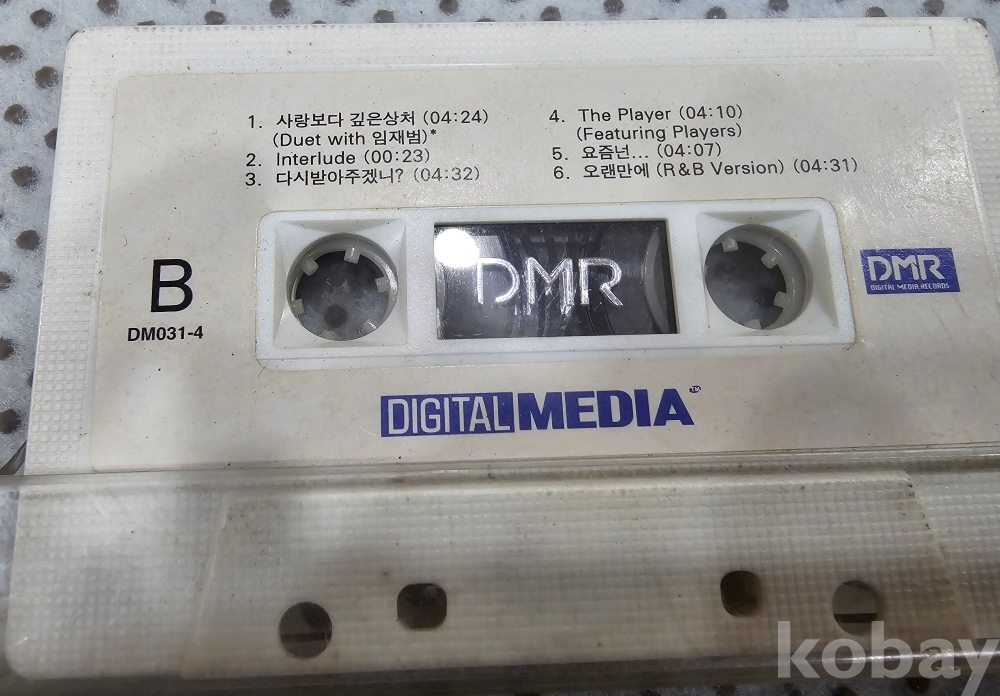 1. 사랑보다 깊은상처 (04:24)
(Duet with 임재범)*
2. Interlude (00:23)
3. 다시받아주겠니? (04:32)
4. The Player (04:10)
(Featuring Players)
5. 요즘넌... (04:07)
6. 오랜만에 (R&B Version) (04:31)
B
DM031-4
DMR
DMR
DIGITAL MEDIA RECORDS
DIGITAL MEDIA™
kobay